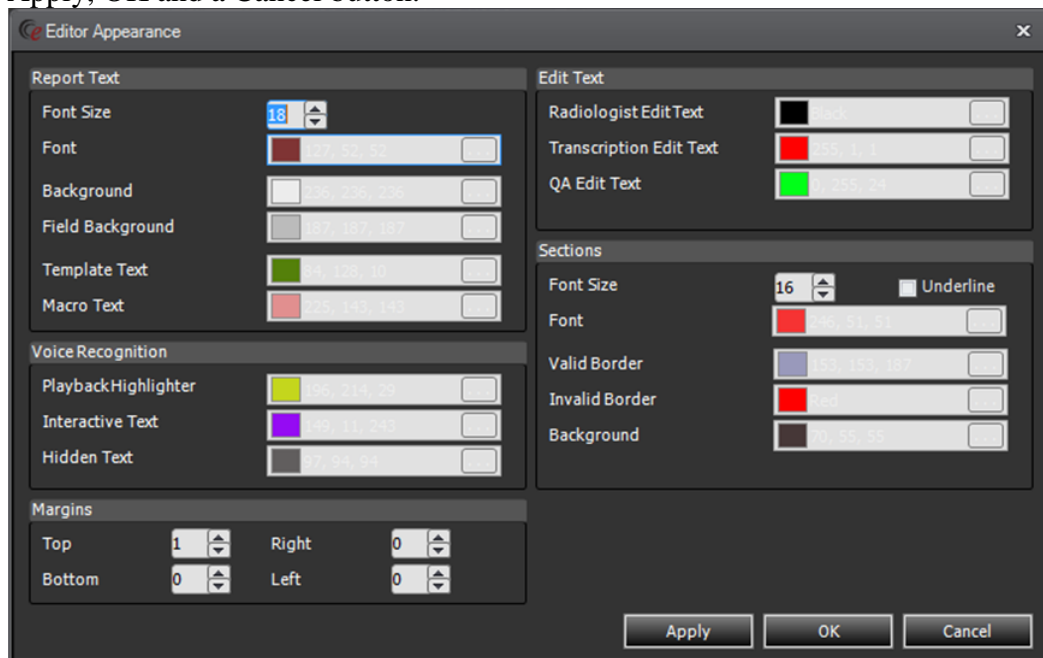 Apply, OK and a Cancel button.
Editor Appearance
Report Text
Font Size 18
Font 127, 52, 52 ...
Background 236, 236, 236 ...
Field Background 187, 187, 187 ...
Template Text 84, 128, 10 ...
Macro Text 225, 143, 143 ...
Voice Recognition
Playback Highlighter 196, 214, 29 ...
Interactive Text 149, 11, 243 ...
Hidden Text 97, 94, 94 ...
Margins
Top 1 Right 0
Bottom 0 Left 0
Edit Text
Radiologist Edit Text Black ...
Transcription Edit Text 255, 1, 1 ...
QA Edit Text 0, 255, 24 ...
Sections
Font Size 16 Underline
Font 246, 51, 51 ...
Valid Border 153, 153, 187 ...
Invalid Border Red ...
Background 70, 55, 55 ...
Apply OK Cancel